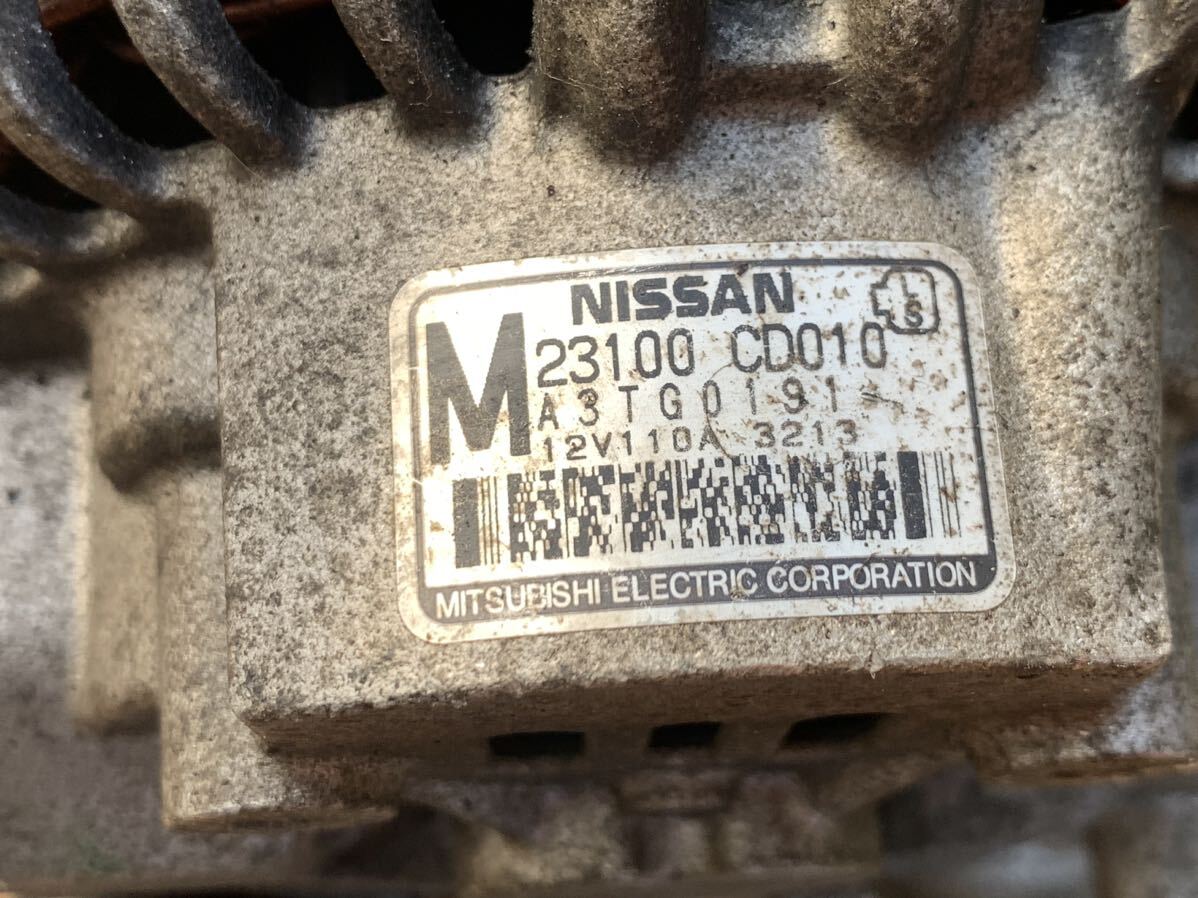 NISSAN
L
S
M
23100 CD010
A3TG0191
12V110A 3213
MITSUBISHI ELECTRIC CORPORATION